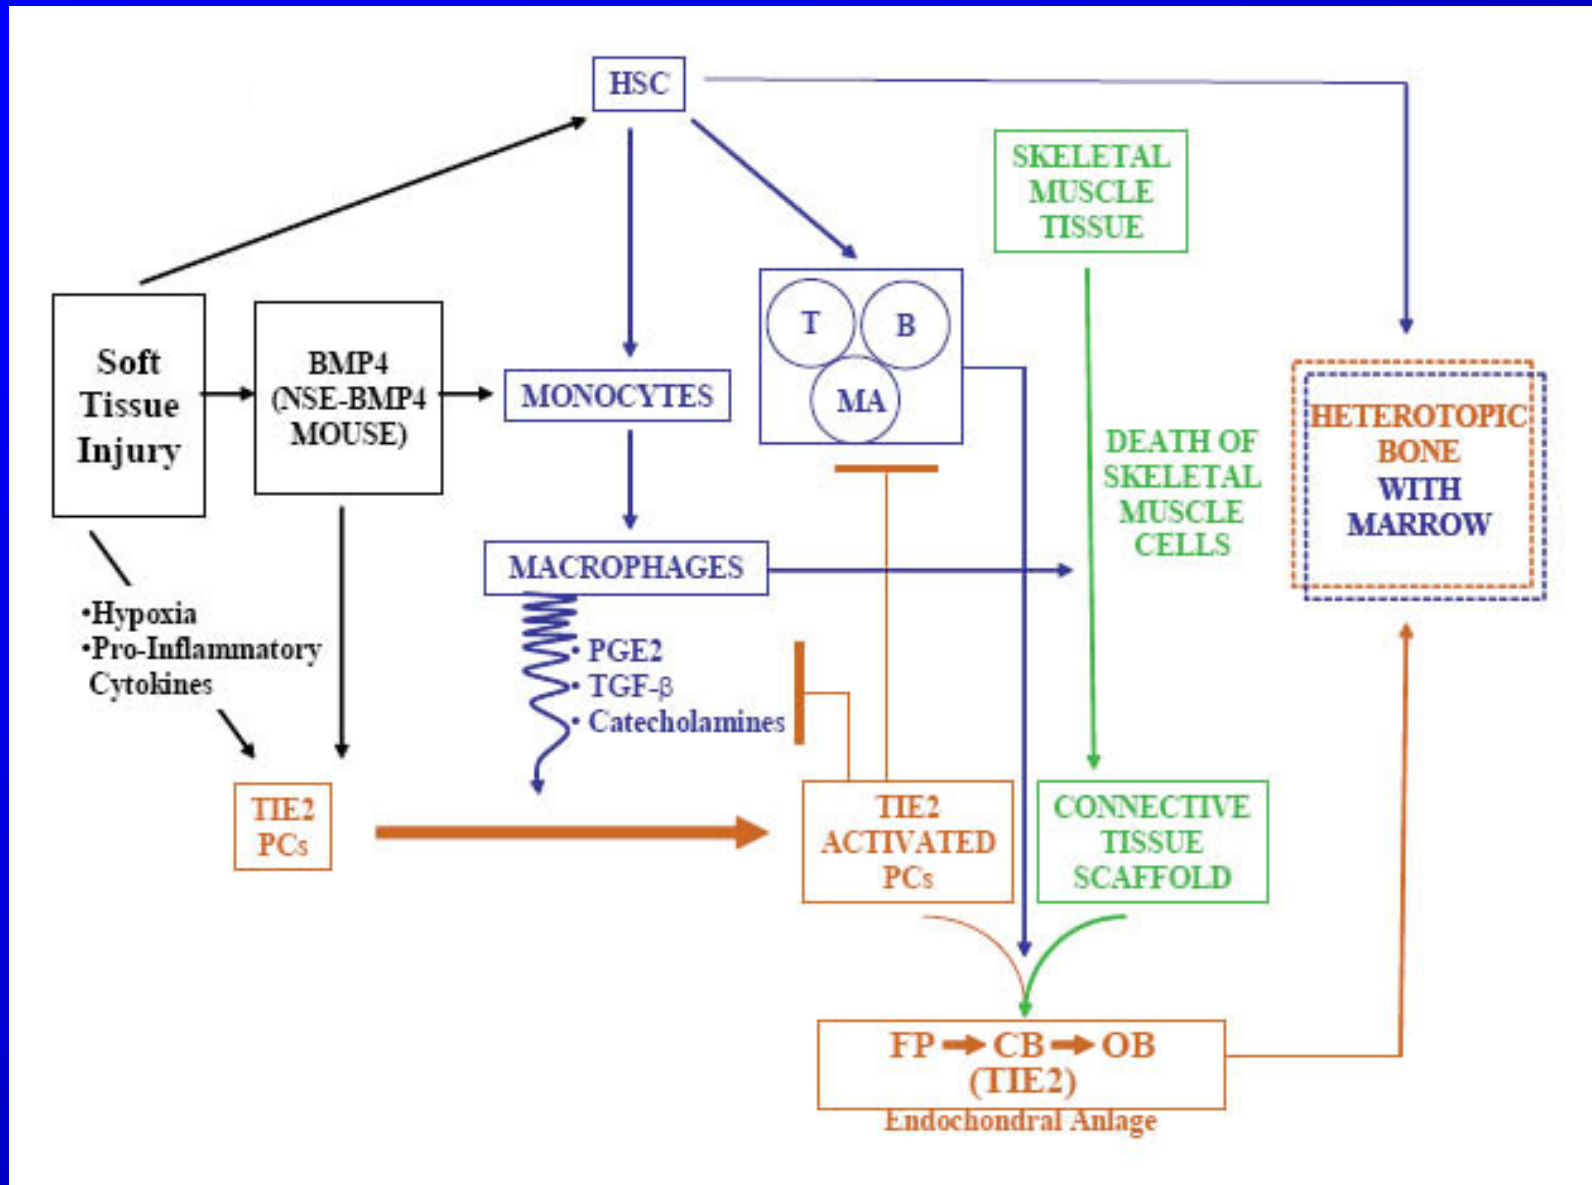 HSC
SKELETAL
MUSCLE
TISSUE
Soft
Tissue
Injury
BMP4
(NSE-BMP4
MOUSE)
MONOCYTES
T
B
MA
DEATH OF
SKELETAL
MUSCLE
CELLS
HETEROTOPIC
BONE
WITH
MARROW
MACROPHAGES
•Hypoxia
•Pro-Inflammatory
Cytokines
• PGE2
• TGF-β
• Catecholamines
TIE2
PCs
TIE2
ACTIVATED
PCs
CONNECTIVE
TISSUE
SCAFFOLD
FP CB OB
(TIE2)
Endochondral Anlage